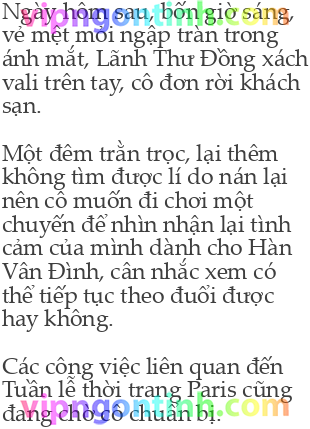 Ngày hôm sau, bốn giờ sáng,
vẻ mệt mỏi ngập tràn trong
ánh mắt, Lãnh Thư Đồng xách
vali trên tay, cô đơn rời khách
sạn.
Một đêm trằn trọc, lại thêm
không tìm được lí do nán lại
nên cô muốn đi chơi một
chuyến để nhìn nhận lại tình
cảm của mình dành cho Hàn
Vân Đình, cân nhắc xem có
thể tiếp tục theo đuổi được
hay không.
Các công việc liên quan đến
Tuần lễ thời trang Paris cũng
đang chờ cô chuẩn bị.
vipngontinh.com
vipngontinh.com